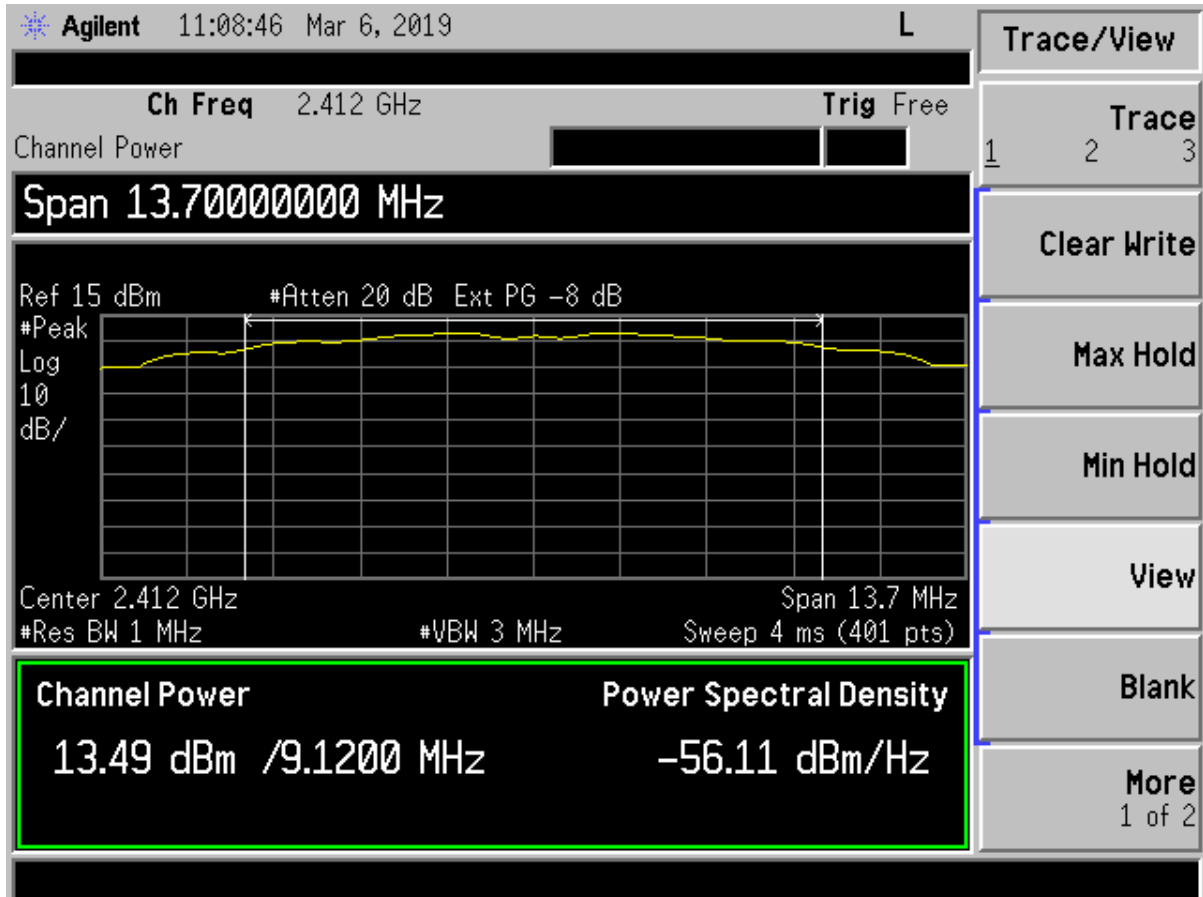 Agilent 11:08:46 Mar 6, 2019 L
Trace/View
Ch Freq 2.412 GHz Trig Free
Channel Power
Trace
1 2 3
Span 13.70000000 MHz
Clear Write
Ref 15 dBm #Atten 20 dB Ext PG -8 dB
#Peak
Log
10
dB/
Max Hold
Min Hold
View
Center 2.412 GHz Span 13.7 MHz
#Res BW 1 MHz #VBW 3 MHz Sweep 4 ms (401 pts)
Channel Power Power Spectral Density
13.49 dBm /9.1200 MHz -56.11 dBm/Hz
Blank
More
1 of 2